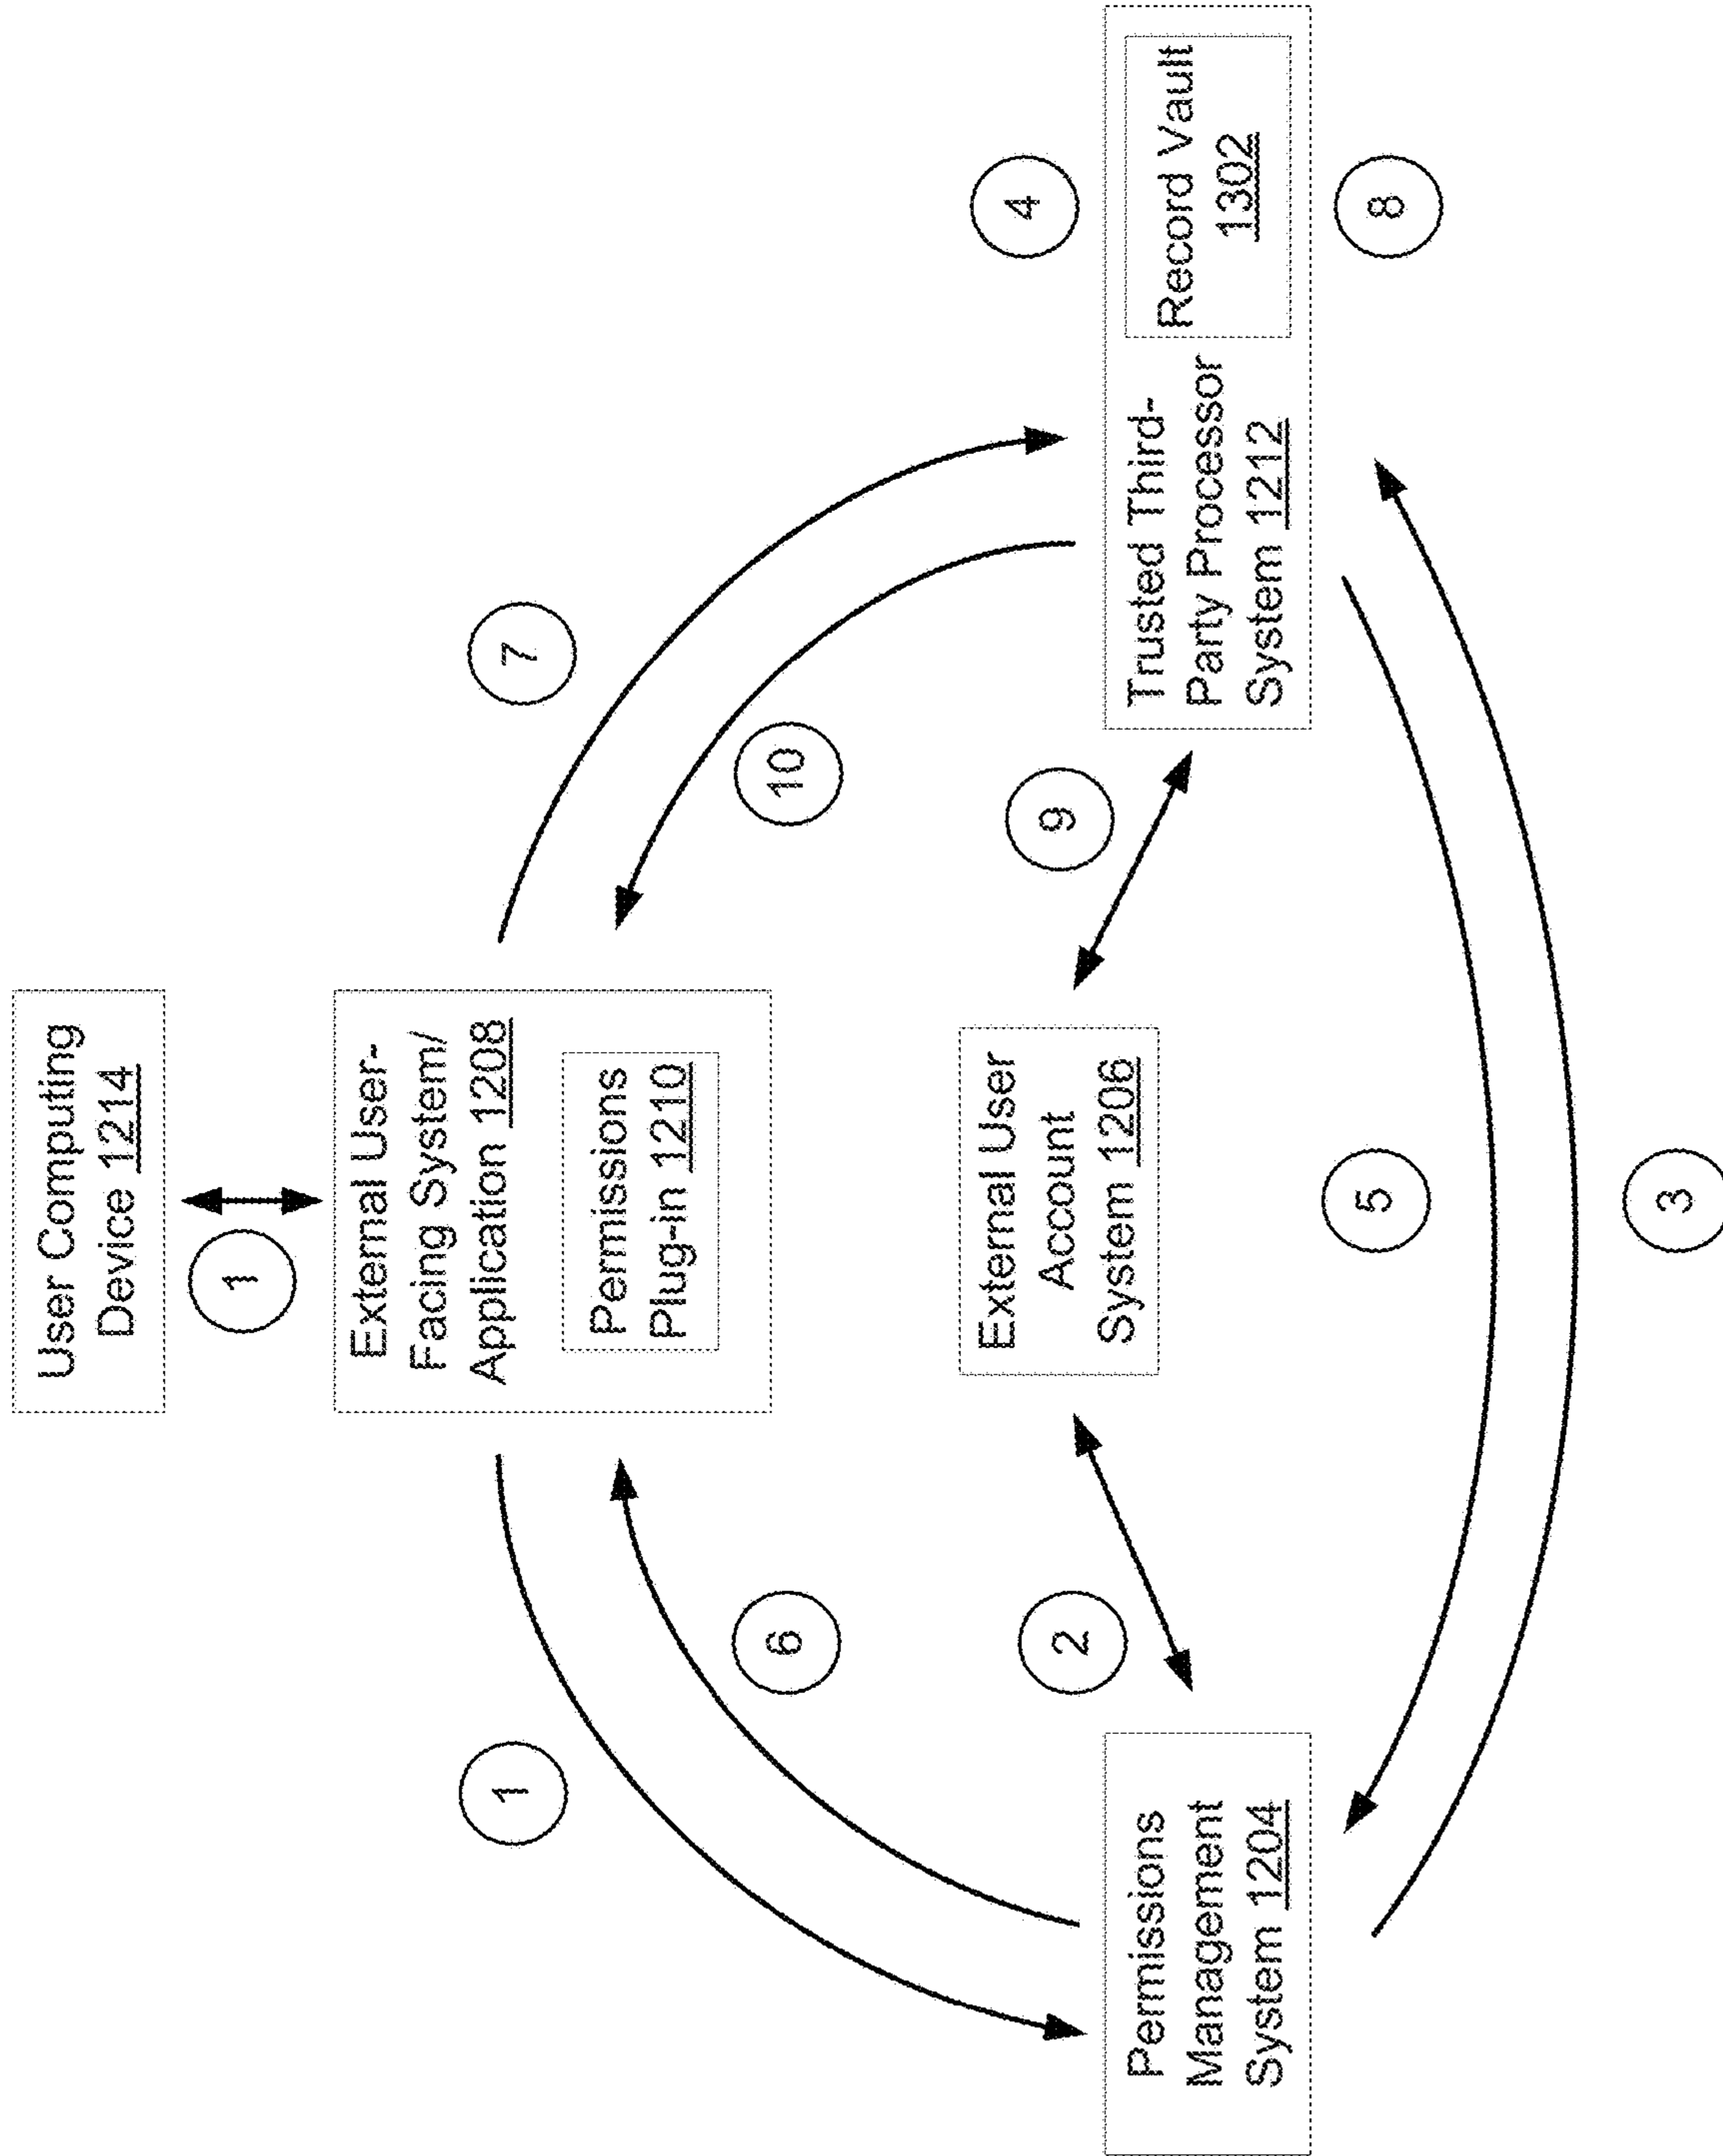 User Computing
Device 1214
1
External User-
Facing System/
Application 1208
Permissions
Plug-in 1210
1
6
7
10
External User
Account
System 1206
2
9
Permissions
Management
System 1204
Trusted Third-
Party Processor
System 1212
Record Vault
1302
4
8
5
3